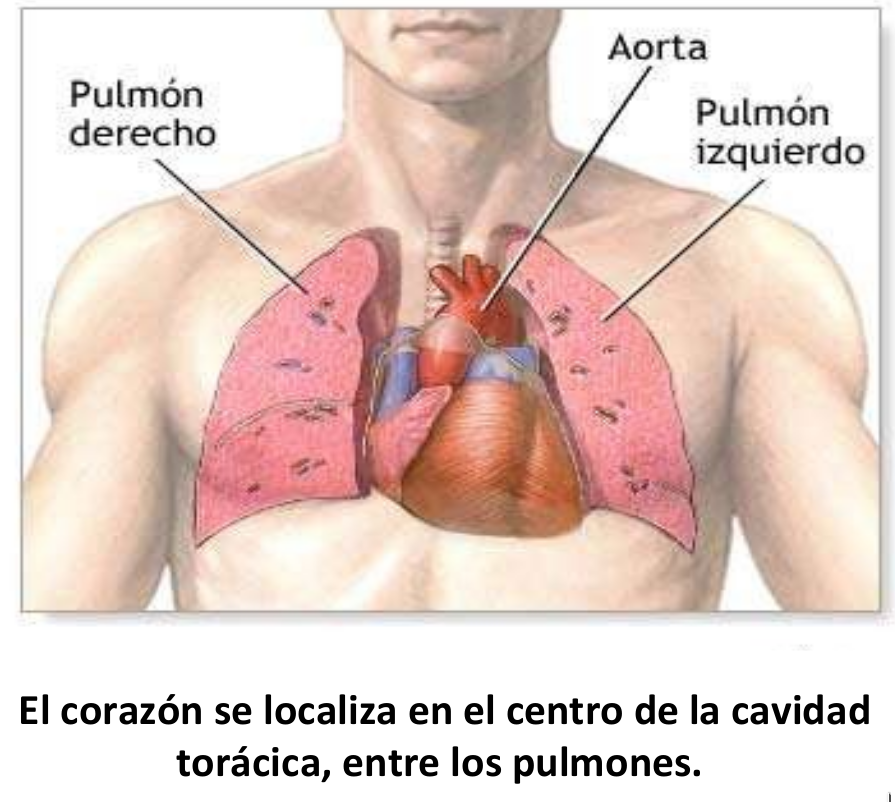 Aorta
Pulmón
derecho
Pulmón
izquierdo
El corazón se localiza en el centro de la cavidad
torácica, entre los pulmones.